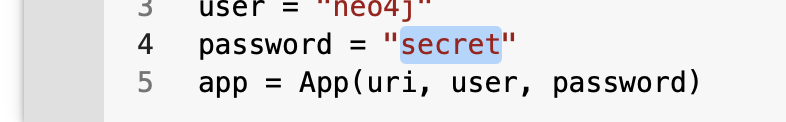 3 user = "neo4j"
4 password = "secret"
5 app = App(uri, user, password)